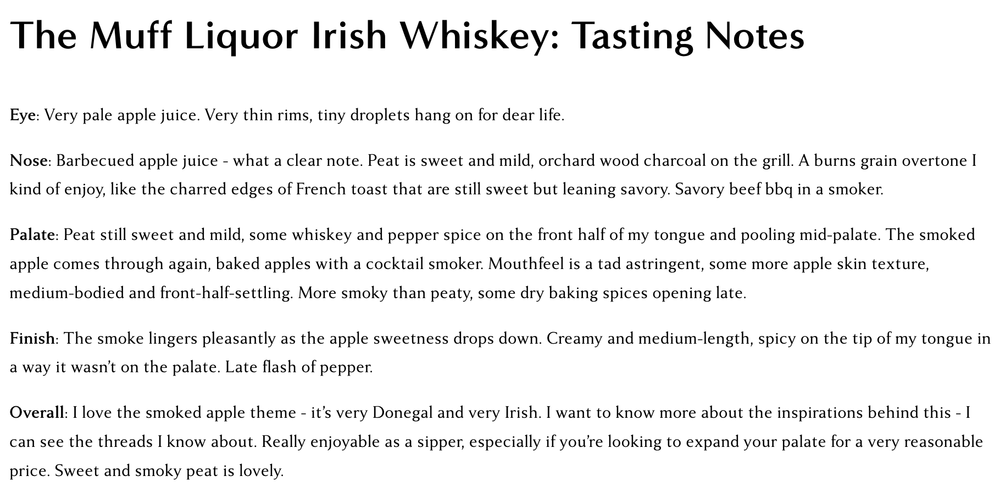 The Muff Liquor Irish Whiskey: Tasting Notes
Eye: Very pale apple juice. Very thin rims, tiny droplets hang on for dear life.
Nose: Barbecued apple juice - what a clear note. Peat is sweet and mild, orchard wood charcoal on the grill. A burns grain overtone I
kind of enjoy, like the charred edges of French toast that are still sweet but leaning savory. Savory beef bbq in a smoker.
Palate: Peat still sweet and mild, some whiskey and pepper spice on the front half of my tongue and pooling mid-palate. The smoked
apple comes through again, baked apples with a cocktail smoker. Mouthfeel is a tad astringent, some more apple skin texture,
medium-bodied and front-half-settling. More smoky than peaty, some dry baking spices opening late.
Finish: The smoke lingers pleasantly as the apple sweetness drops down. Creamy and medium-length, spicy on the tip of my tongue in
a way it wasn’t on the palate. Late flash of pepper.
Overall: I love the smoked apple theme - it’s very Donegal and very Irish. I want to know more about the inspirations behind this - I
can see the threads I know about. Really enjoyable as a sipper, especially if you’re looking to expand your palate for a very reasonable
price. Sweet and smoky peat is lovely.